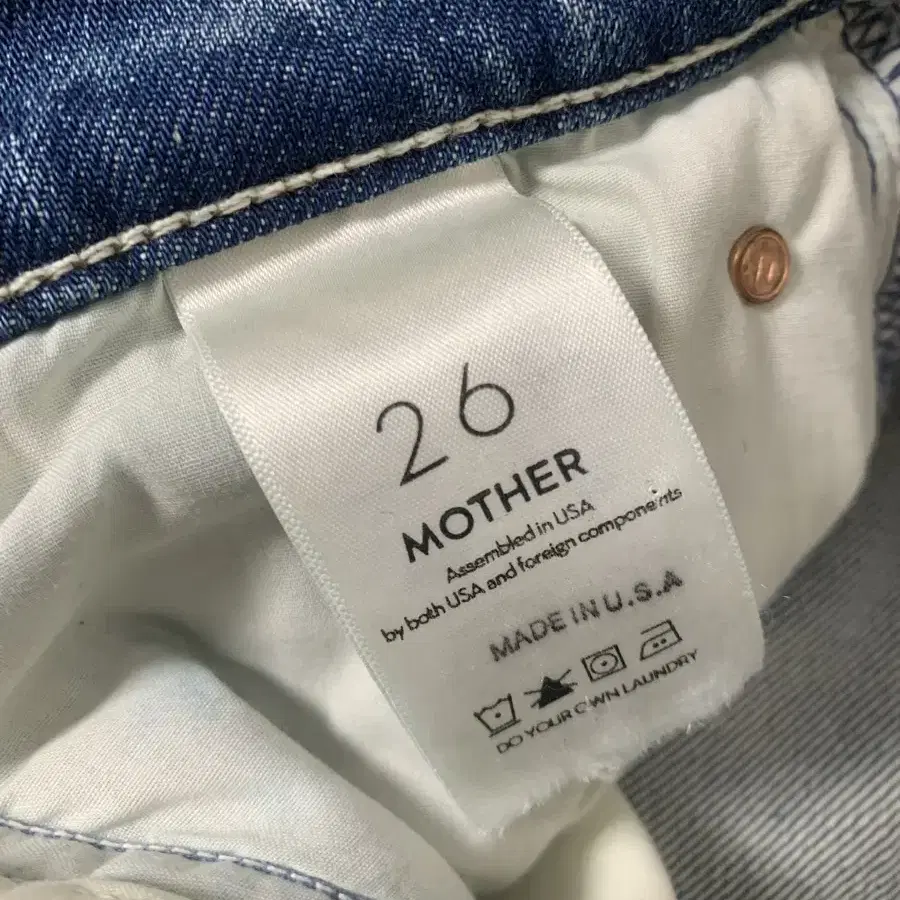 26
MOTHER
Assembled in USA
by both USA and foreign components
MADE IN U.S.A
DO YOUR OWN LAUNDRY